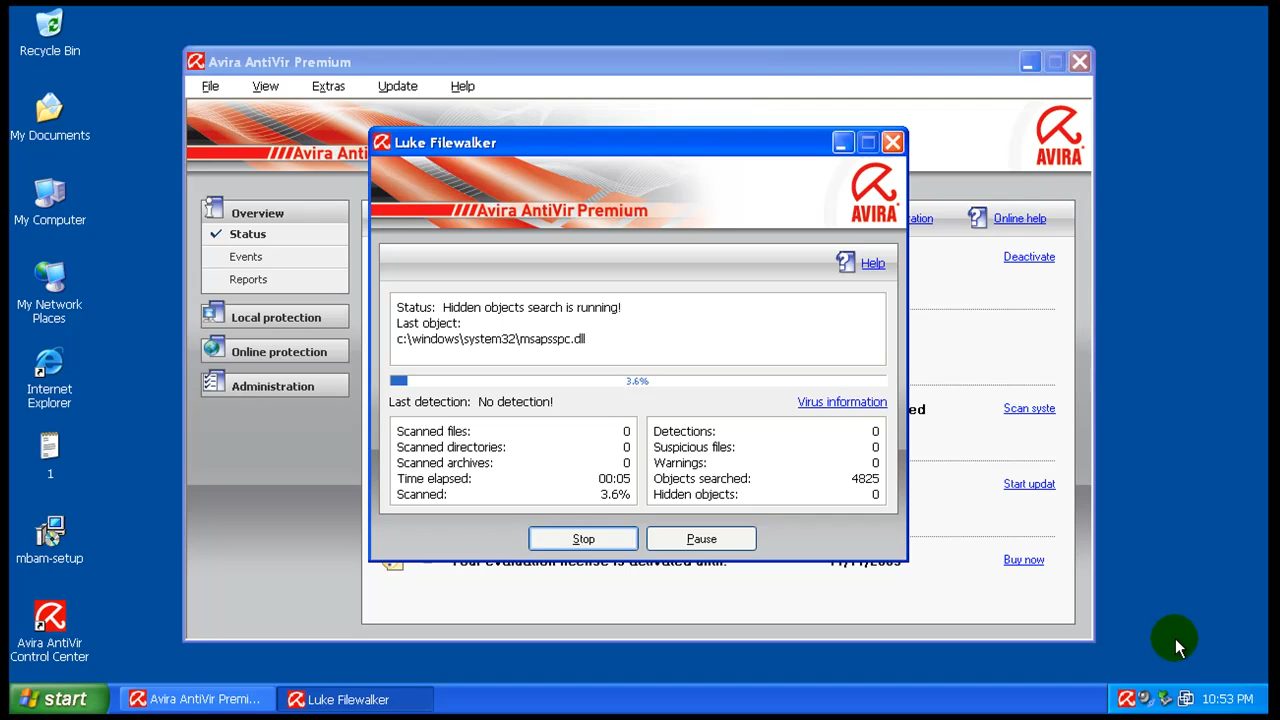 Recycle Bin
My Documents
My Computer
My Network
Places
Internet
Explorer
1
mbam-setup
Avira AntiVir
Control Center
Avira AntiVir Premium
File View Extras Update Help
///Avira Anti
AVIRA
Overview
Status
Events
Reports
Local protection
Online protection
Administration
Online help
Deactivate
Scan syste
Start updat
Buy now
Luke Filewalker
///Avira AntiVir Premium
AVIRA
Help
Status: Hidden objects search is running!
Last object:
c:\windows\system32\msapsspc.dll
3.6%
Last detection: No detection!
Virus information
Scanned files: 0
Scanned directories: 0
Scanned archives: 0
Time elapsed: 00:05
Scanned: 3.6%
Detections: 0
Suspicious files: 0
Warnings: 0
Objects searched: 4825
Hidden objects: 0
Stop
Pause
start
Avira AntiVir Premi...
Luke Filewalker
10:53 PM